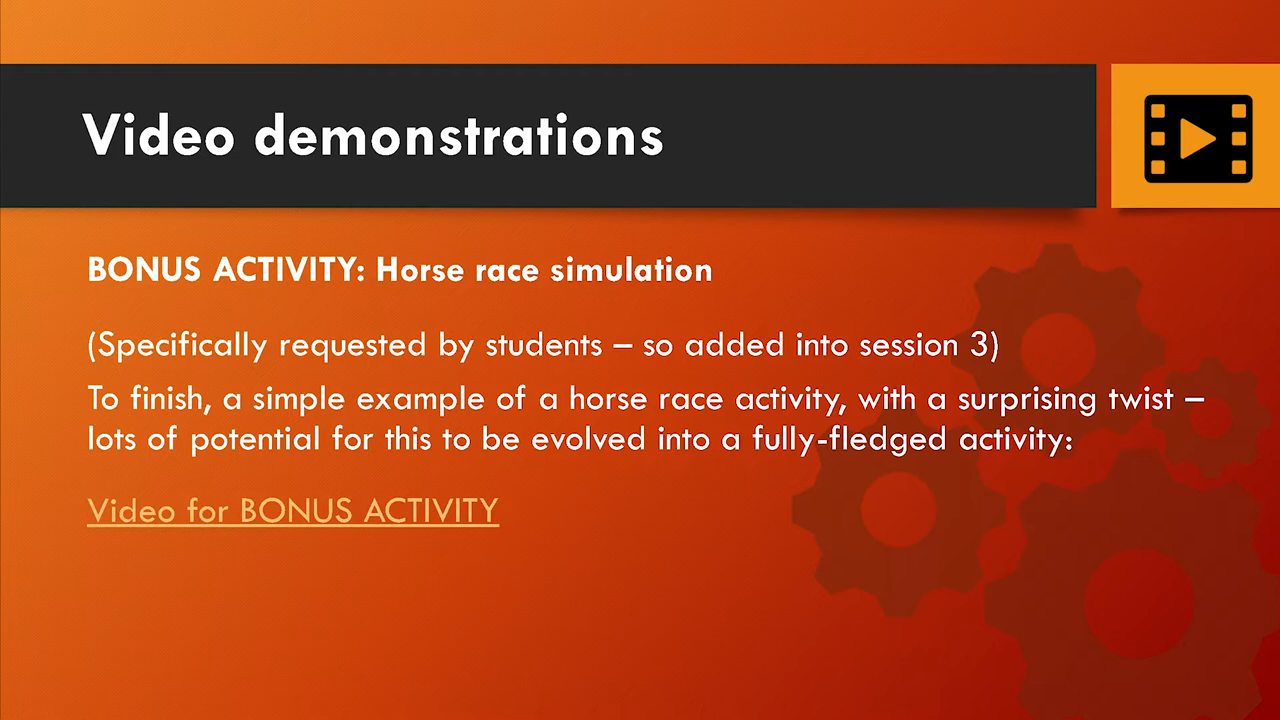 Video demonstrations
BONUS ACTIVITY: Horse race simulation
(Specifically requested by students – so added into session 3)
To finish, a simple example of a horse race activity, with a surprising twist –
lots of potential for this to be evolved into a fully-fledged activity:
Video for BONUS ACTIVITY